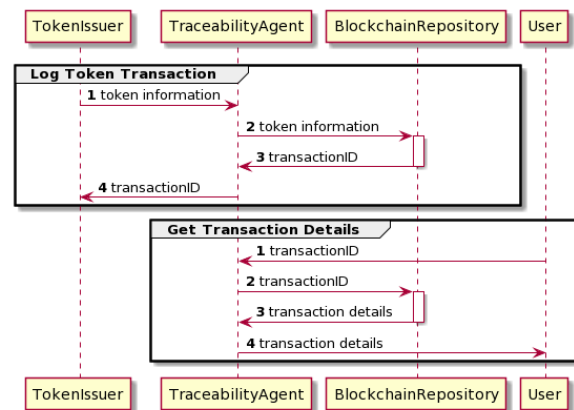 TokenIssuer TraceabilityAgent BlockchainRepository User
Log Token Transaction
1 token information
2 token information
3 transactionID
4 transactionID
Get Transaction Details
1 transactionID
2 transactionID
3 transaction details
4 transaction details
TokenIssuer TraceabilityAgent BlockchainRepository User